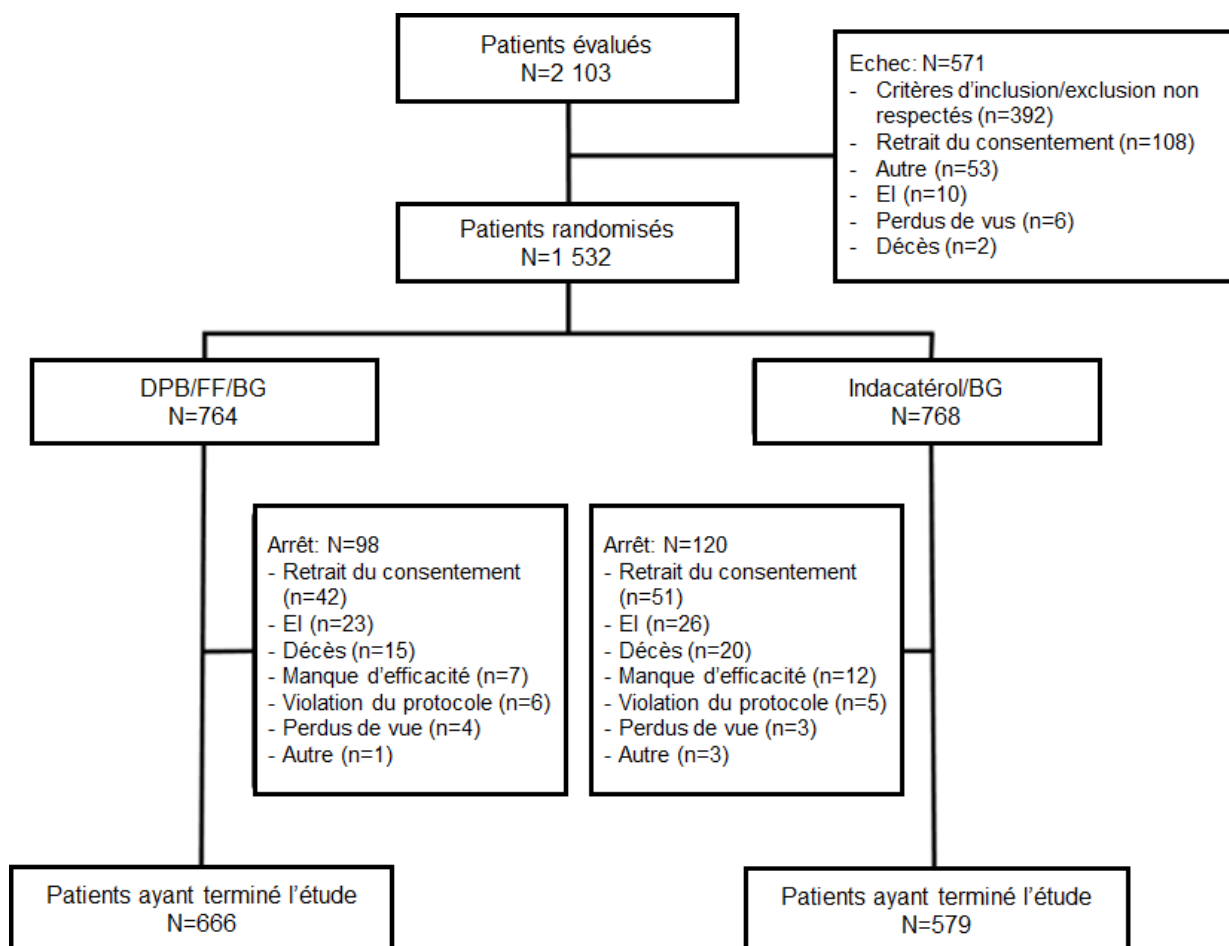 Patients évalués
N=2 103
Echec: N=571
- Critères d'inclusion/exclusion non
respectés (n=392)
- Retrait du consentement (n=108)
- Autre (n=53)
- EI (n=10)
- Perdus de vus (n=6)
- Décès (n=2)
Patients randomisés
N=1 532
DPB/FF/BG
N=764
Indacatérol/BG
N=768
Arrêt: N=98
- Retrait du consentement
(n=42)
- EI (n=23)
- Décès (n=15)
- Manque d'efficacité (n=7)
- Violation du protocole (n=6)
- Perdus de vue (n=4)
- Autre (n=1)
Arrêt: N=120
- Retrait du consentement
(n=51)
- EI (n=26)
- Décès (n=20)
- Manque d'efficacité (n=12)
- Violation du protocole (n=5)
- Perdus de vue (n=3)
- Autre (n=3)
Patients ayant terminé l'étude
N=666
Patients ayant terminé l'étude
N=579